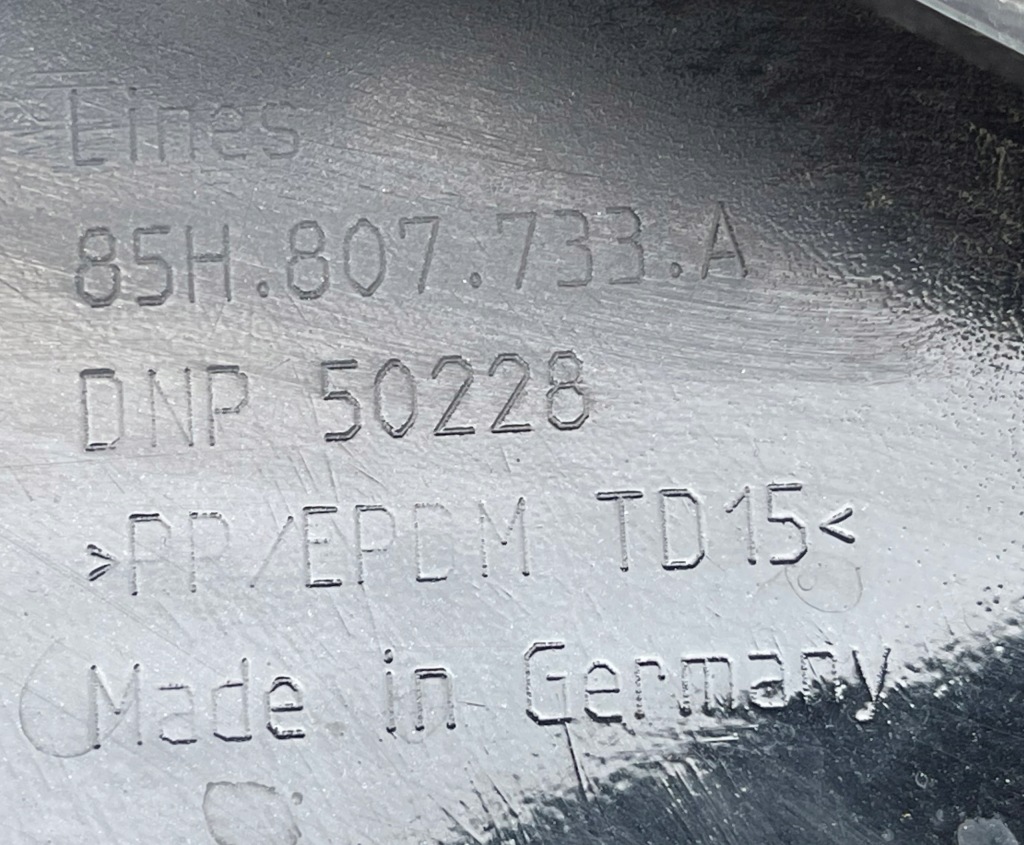 Lines
85H.807.733.A
DNP 50228
>PP/EPDM TD15<
Made in Germany